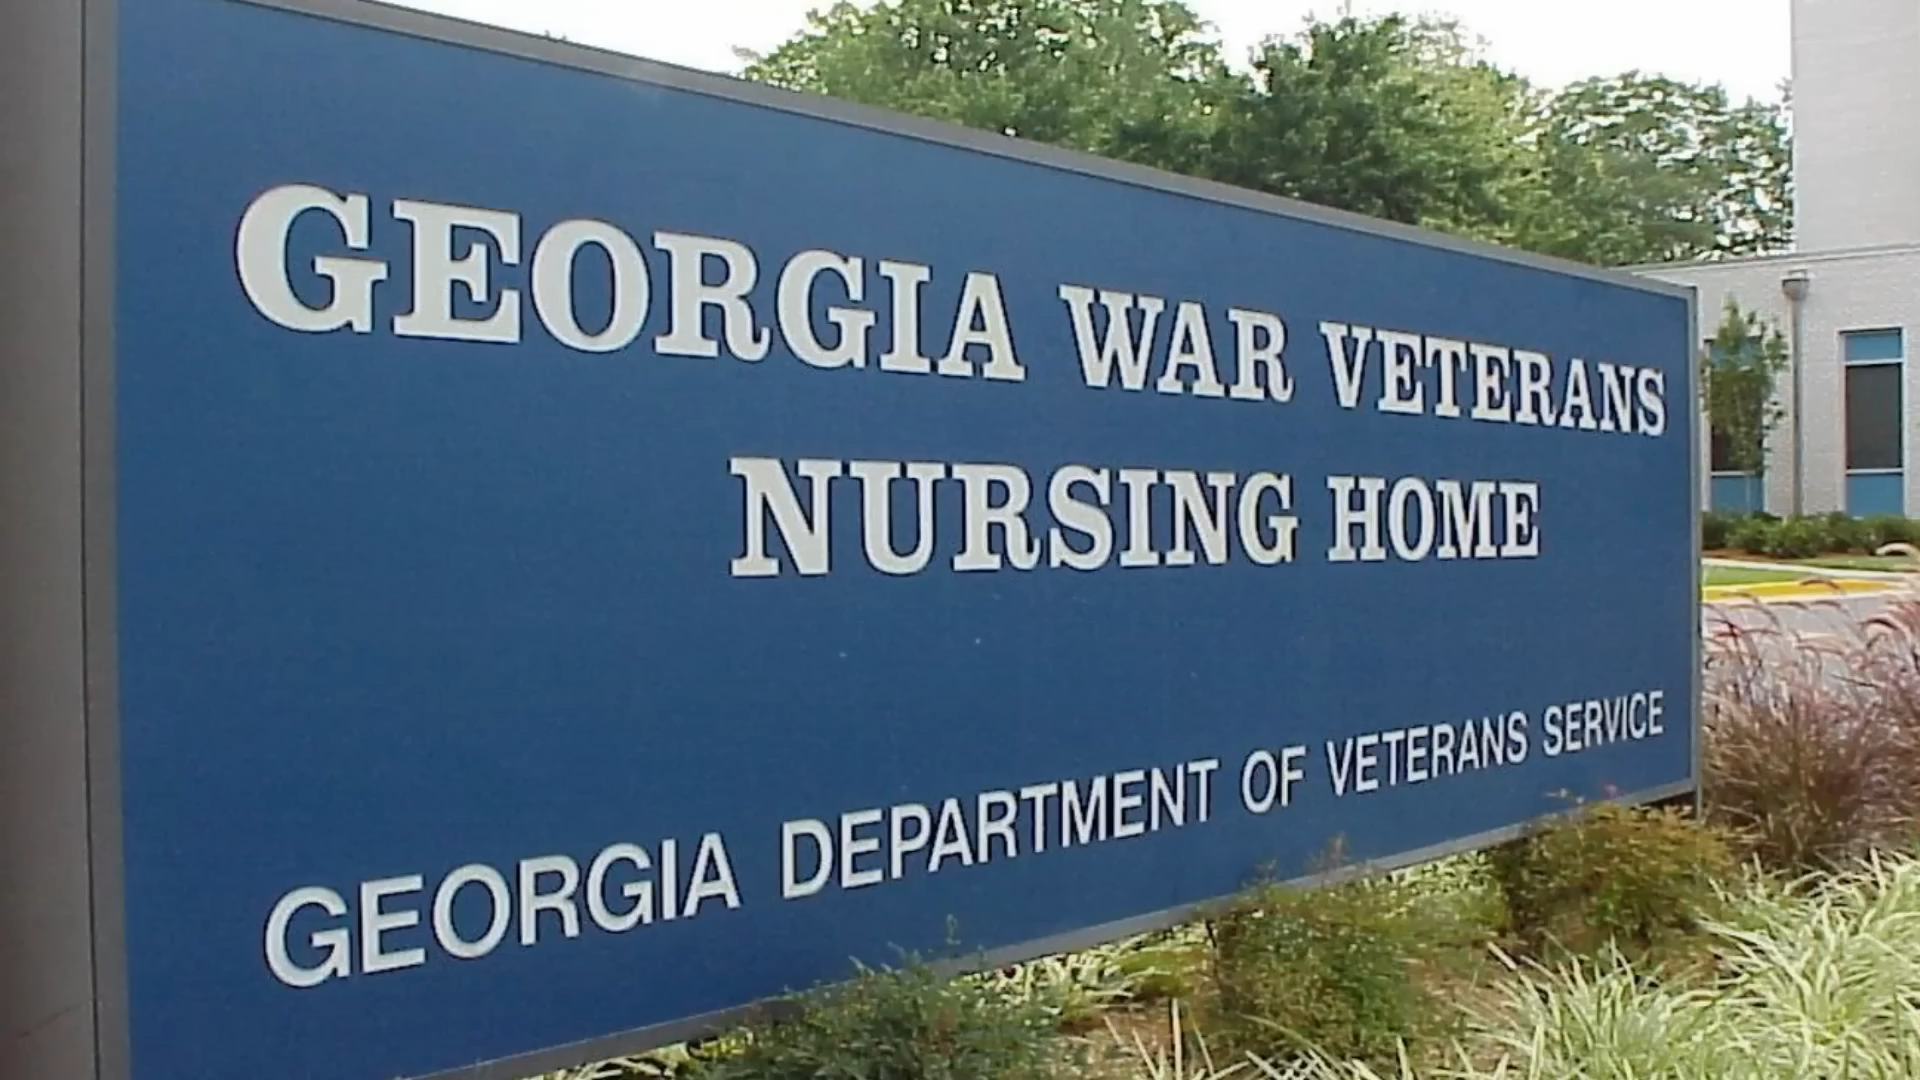 GEORGIA WAR VETERANS
NURSING HOME
GEORGIA DEPARTMENT OF VETERANS SERVICE